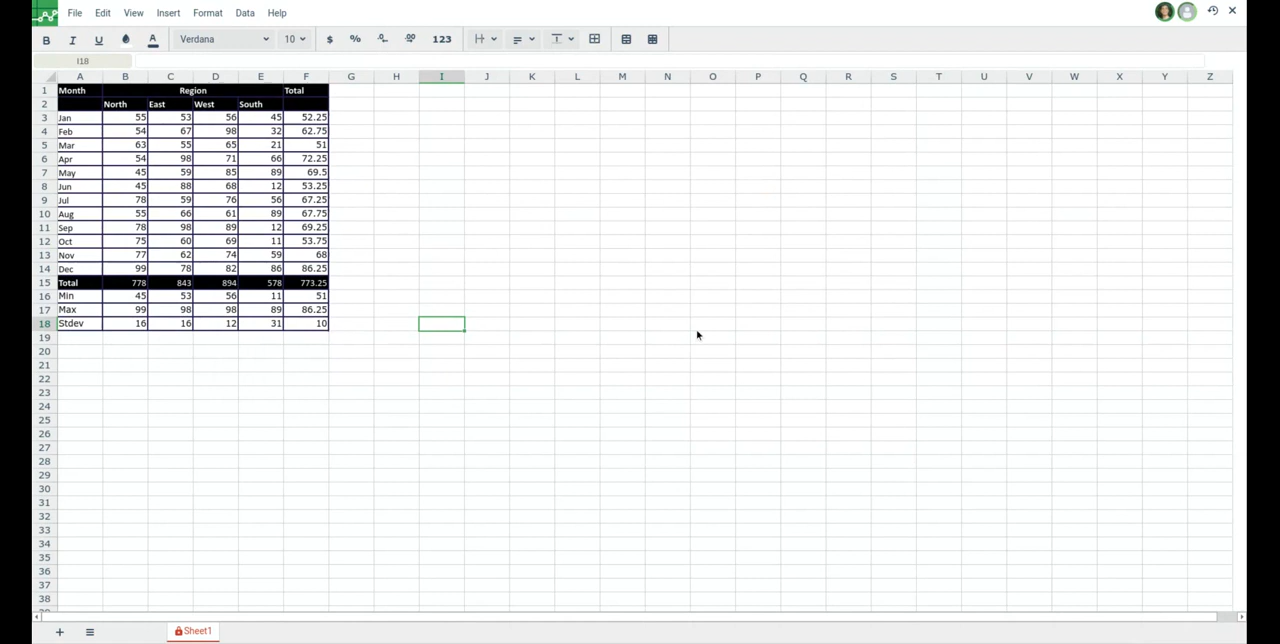 File Edit View Insert Format Data Help
B I U A Verdana 10 $ % .0 .00 123
I18
A B C D E F G H I J K L M N O P Q R S T U V W X Y Z
1 Month Region Total
2 North East West South
3 Jan 55 53 56 45 52.25
4 Feb 54 67 98 32 62.75
5 Mar 63 55 65 21 51
6 Apr 54 98 71 66 72.25
7 May 45 59 85 89 69.5
8 Jun 45 88 68 12 53.25
9 Jul 78 59 76 56 67.25
10 Aug 55 66 61 89 67.75
11 Sep 78 98 89 12 69.25
12 Oct 75 60 69 11 53.75
13 Nov 77 62 74 59 68
14 Dec 99 78 82 86 86.25
15 Total 778 843 894 578 773.25
16 Min 45 53 56 11 51
17 Max 99 98 98 89 86.25
18 Stdev 16 16 12 31 10
19
20
21
22
23
24
25
26
27
28
29
30
31
32
33
34
35
36
37
38
Sheet1